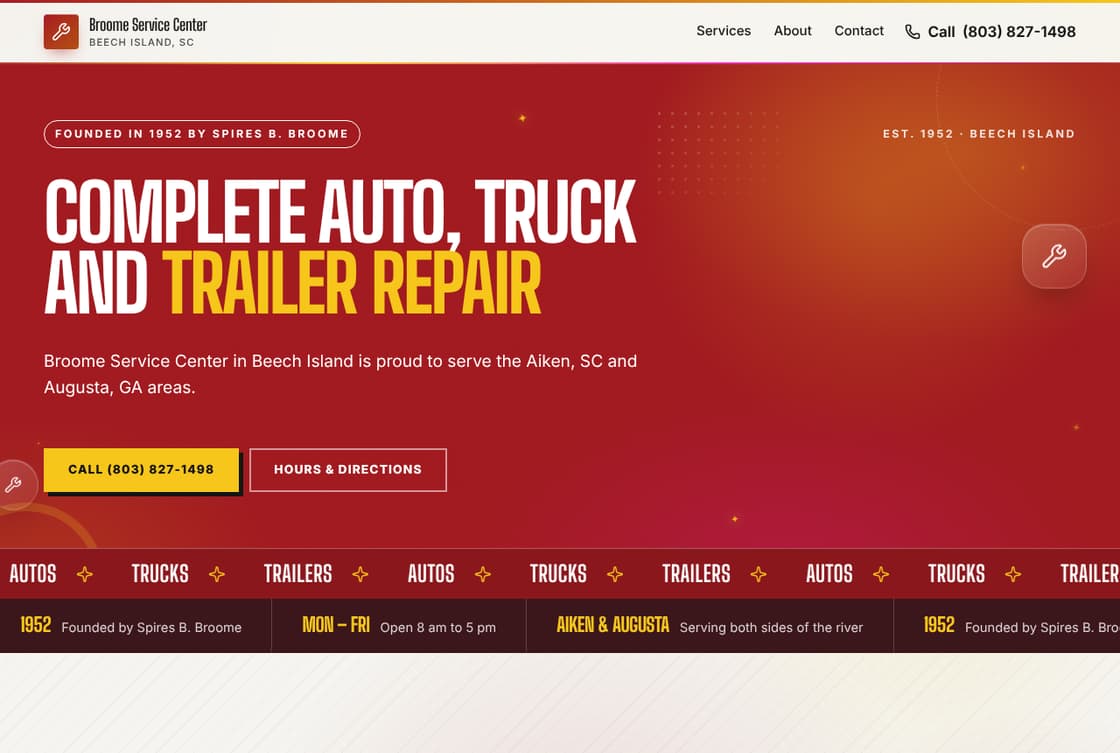 Broome Service Center
BEECH ISLAND, SC
Services About Contact Call (803) 827-1498
FOUNDED IN 1952 BY SPIRES B. BROOME
EST. 1952 · BEECH ISLAND
COMPLETE AUTO, TRUCK
AND TRAILER REPAIR
Broome Service Center in Beech Island is proud to serve the Aiken, SC and
Augusta, GA areas.
CALL (803) 827-1498
HOURS & DIRECTIONS
AUTOS TRUCKS TRAILERS AUTOS TRUCKS TRAILERS AUTOS TRUCKS TRAILER
1952 Founded by Spires B. Broome MON – FRI Open 8 am to 5 pm AIKEN & AUGUSTA Serving both sides of the river 1952 Founded by Spires B. Bro